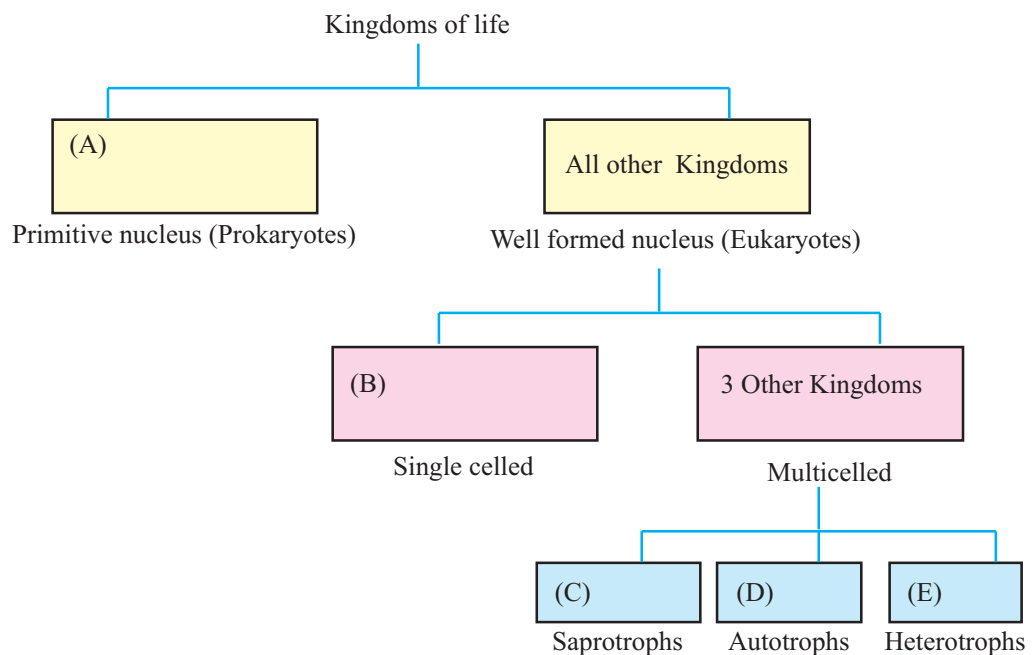 Kingdoms of life
(A)
All other Kingdoms
Primitive nucleus (Prokaryotes)
Well formed nucleus (Eukaryotes)
(B)
3 Other Kingdoms
Single celled
Multicelled
(C)
(D)
(E)
Saprotrophs
Autotrophs
Heterotrophs